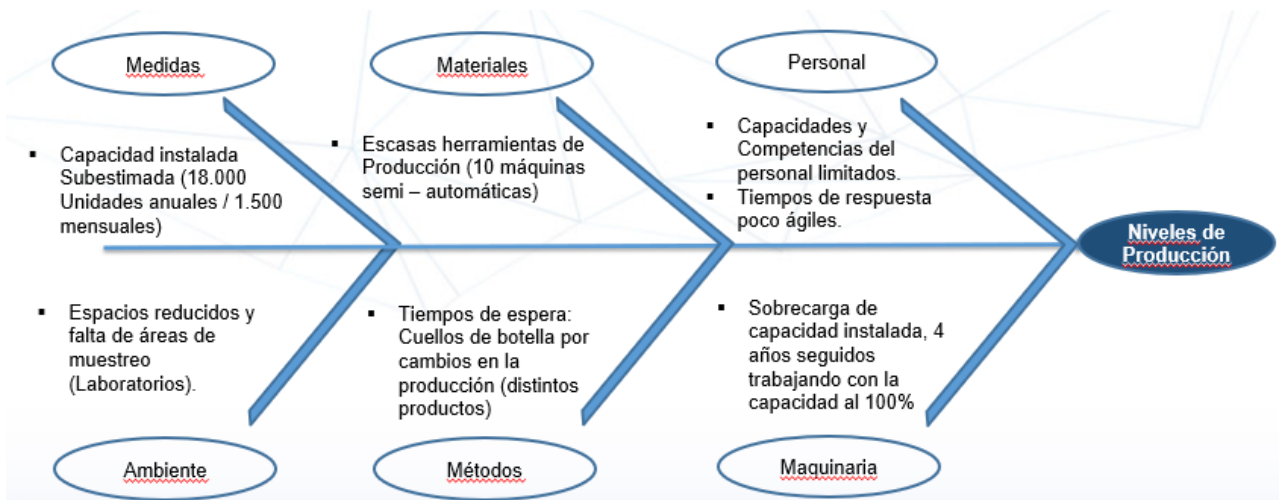 Medidas
Materiales
Personal
▪ Capacidad instalada
Subestimada (18.000
Unidades anuales / 1.500
mensuales)
▪ Escasas herramientas de
Producción (10 máquinas
semi – automáticas)
▪ Capacidades y
Competencias del
personal limitados.
▪ Tiempos de respuesta
poco ágiles.
Niveles de
Producción
▪ Espacios reducidos y
falta de áreas de
muestreo
(Laboratorios).
▪ Tiempos de espera:
Cuellos de botella por
cambios en la
producción (distintos
productos)
▪ Sobrecarga de
capacidad instalada, 4
años seguidos
trabajando con la
capacidad al 100%
Ambiente
Métodos
Maquinaria